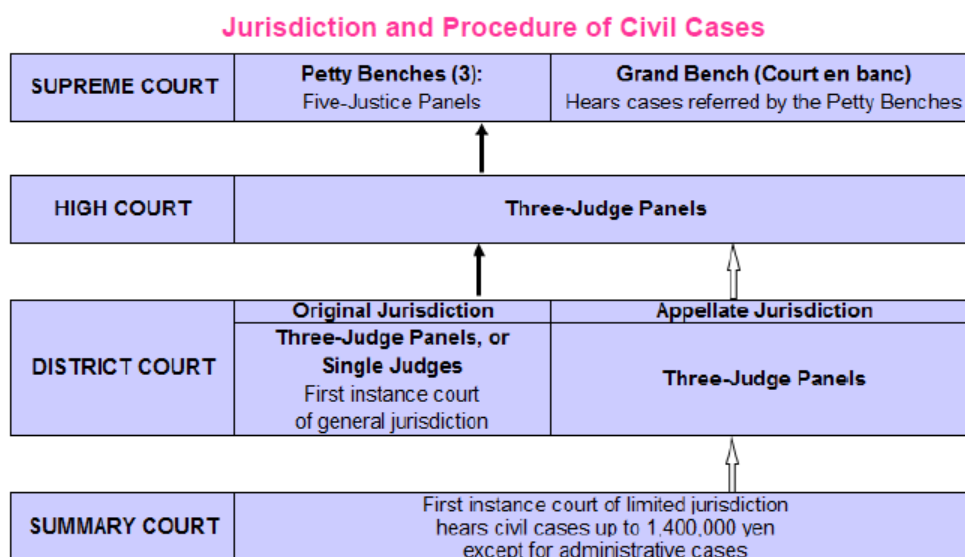 Jurisdiction and Procedure of Civil Cases
SUPREME COURT
Petty Benches (3):
Five-Justice Panels
Grand Bench (Court en banc)
Hears cases referred by the Petty Benches
HIGH COURT
Three-Judge Panels
DISTRICT COURT
Original Jurisdiction
Three-Judge Panels, or
Single Judges
First instance court
of general jurisdiction
Appellate Jurisdiction
Three-Judge Panels
SUMMARY COURT
First instance court of limited jurisdiction
hears civil cases up to 1,400,000 yen
except for administrative cases